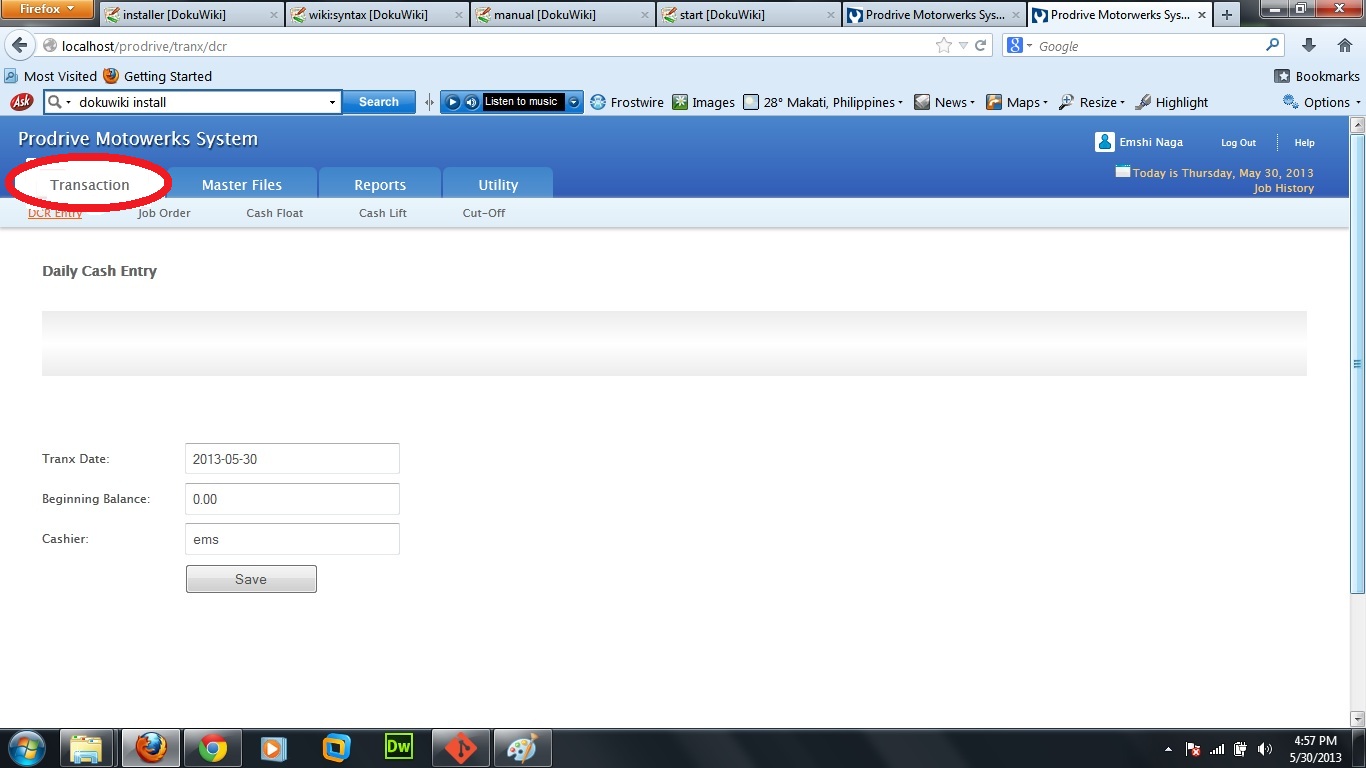 Firefox
installer [DokuWiki]
wiki:syntax [DokuWiki]
manual [DokuWiki]
start [DokuWiki]
Prodrive Motorwerks Sys...
Prodrive Motorwerks Sys...
localhost/prodrive/tranx/dcr
Google
Most Visited
Getting Started
Bookmarks
Ask
dokuwiki install
Search
Listen to music
Frostwire
Images
28° Makati, Philippines
News
Maps
Resize
Highlight
Options
Prodrive Motowerks System
Emshi Naga
Log Out
Help
Transaction
Master Files
Reports
Utility
Today is Thursday, May 30, 2013
Job History
DCR Entry
Job Order
Cash Float
Cash Lift
Cut-Off
Daily Cash Entry
Tranx Date:
2013-05-30
Beginning Balance:
0.00
Cashier:
ems
Save
Dw
4:57 PM
5/30/2013